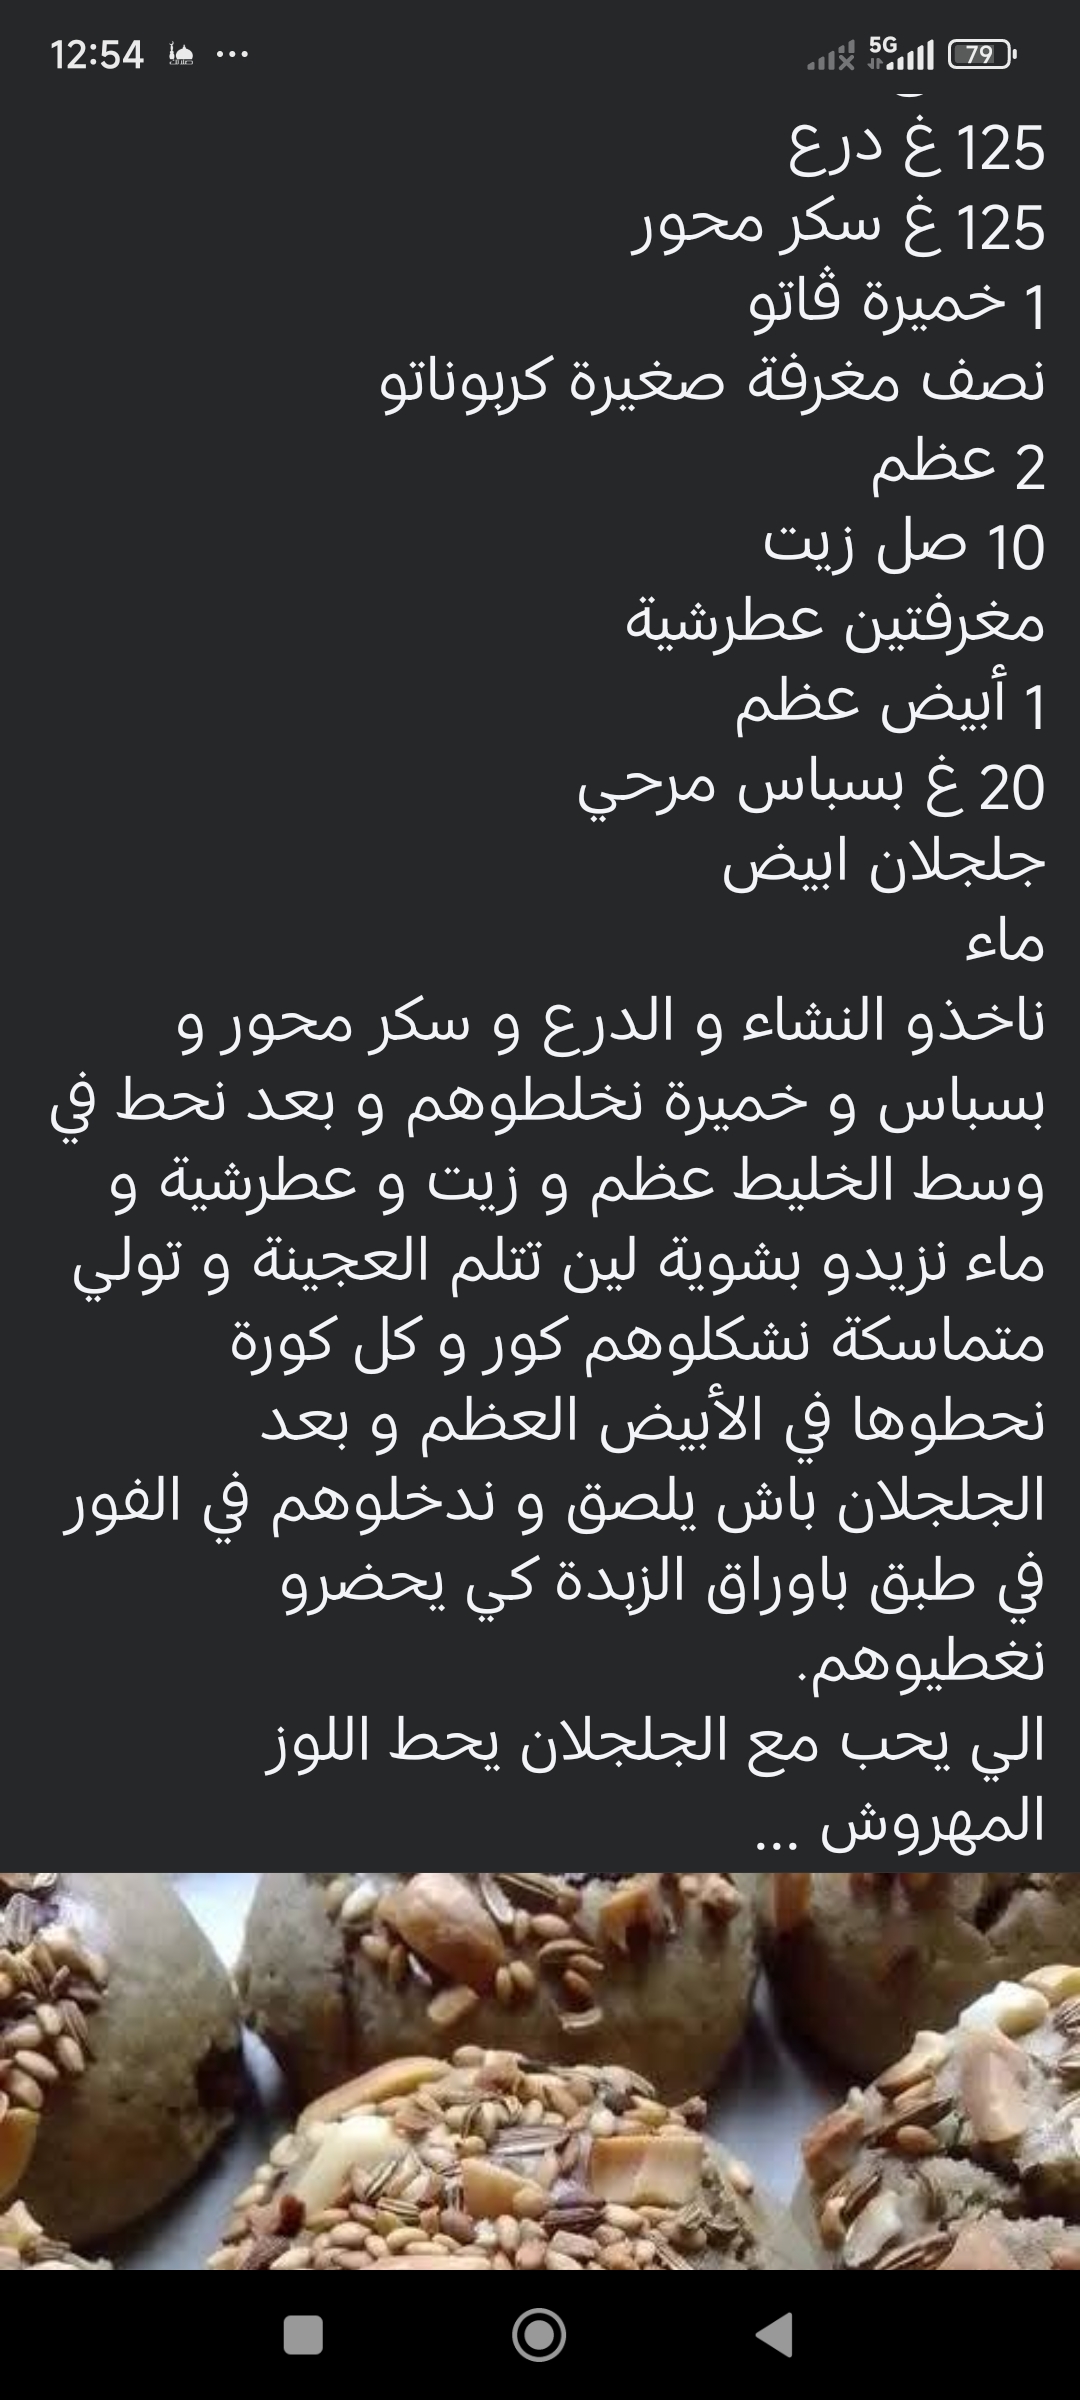 12:54
5G
79
125 غ درع
125 غ سكر محور
1 خميرة ڤاتو
نصف مغرفة صغيرة كربوناتو
2 عظم
10 صل زيت
مغرفتين عطرشية
1 أبيض عظم
20 غ بسباس مرحي
جلجلان ابيض
ماء
ناخذو النشاء و الدرع و سكر محور و
بسباس و خميرة نخلطوهم و بعد نحط في
وسط الخليط عظم و زيت و عطرشية و
ماء نزيدو بشوية لين تتلم العجينة و تولي
متماسكة نشكلوهم كور و كل كورة
نحطوها في الأبيض العظم و بعد
الجلجلان باش يلصق و ندخلوهم في الفور
في طبق باوراق الزبدة كي يحضرو
نغطيوهم.
الي يحب مع الجلجلان يحط اللوز
المهروش ...